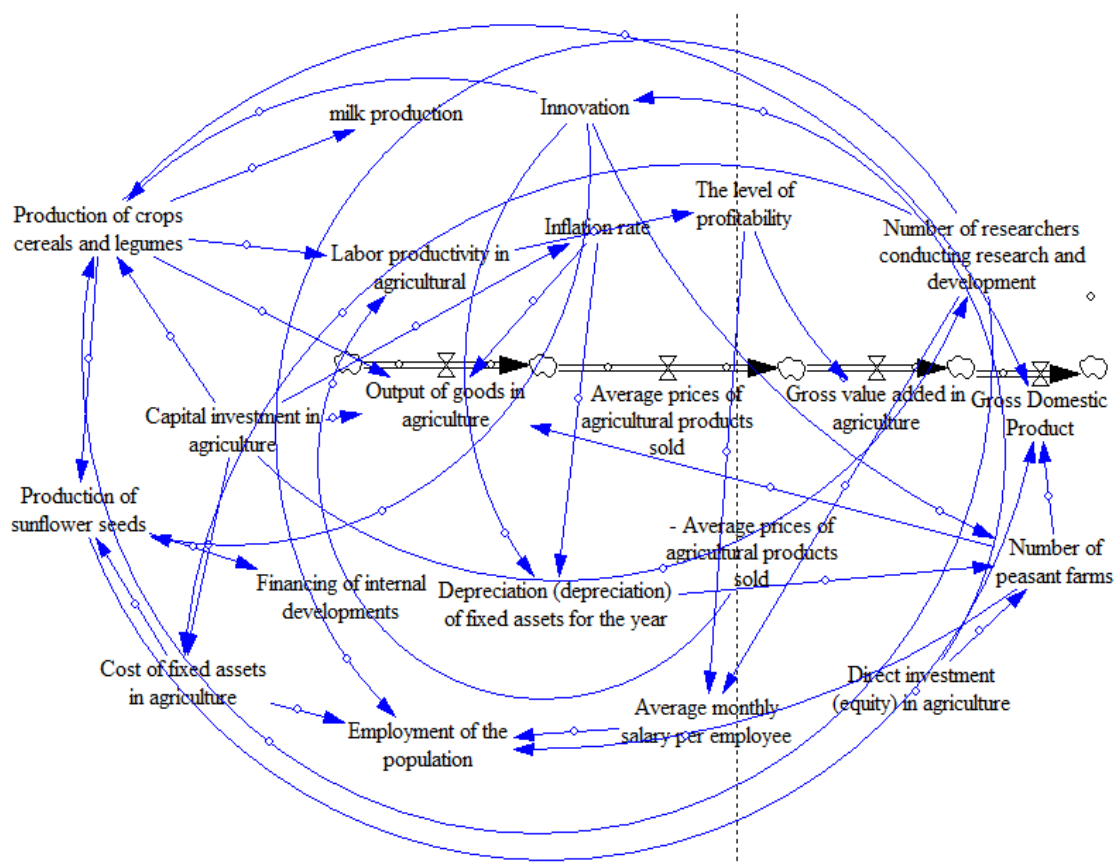 milk production
Innovation
Production of crops
cereals and legumes
Labor productivity in
agricultural
Inflation rate
The level of
profitability
Number of researchers
conducting research and
development
Capital investment in
agriculture
Output of goods in
agriculture
Average prices of
agricultural products
sold
Gross value added in
agriculture
Gross Domestic
Product
Production of
sunflower seeds
Financing of internal
developments
Depreciation (depreciation)
of fixed assets for the year
- Average prices of
agricultural products
sold
Number of
peasant farms
Cost of fixed assets
in agriculture
Employment of the
population
Average monthly
salary per employee
Direct investment
(equity) in agriculture